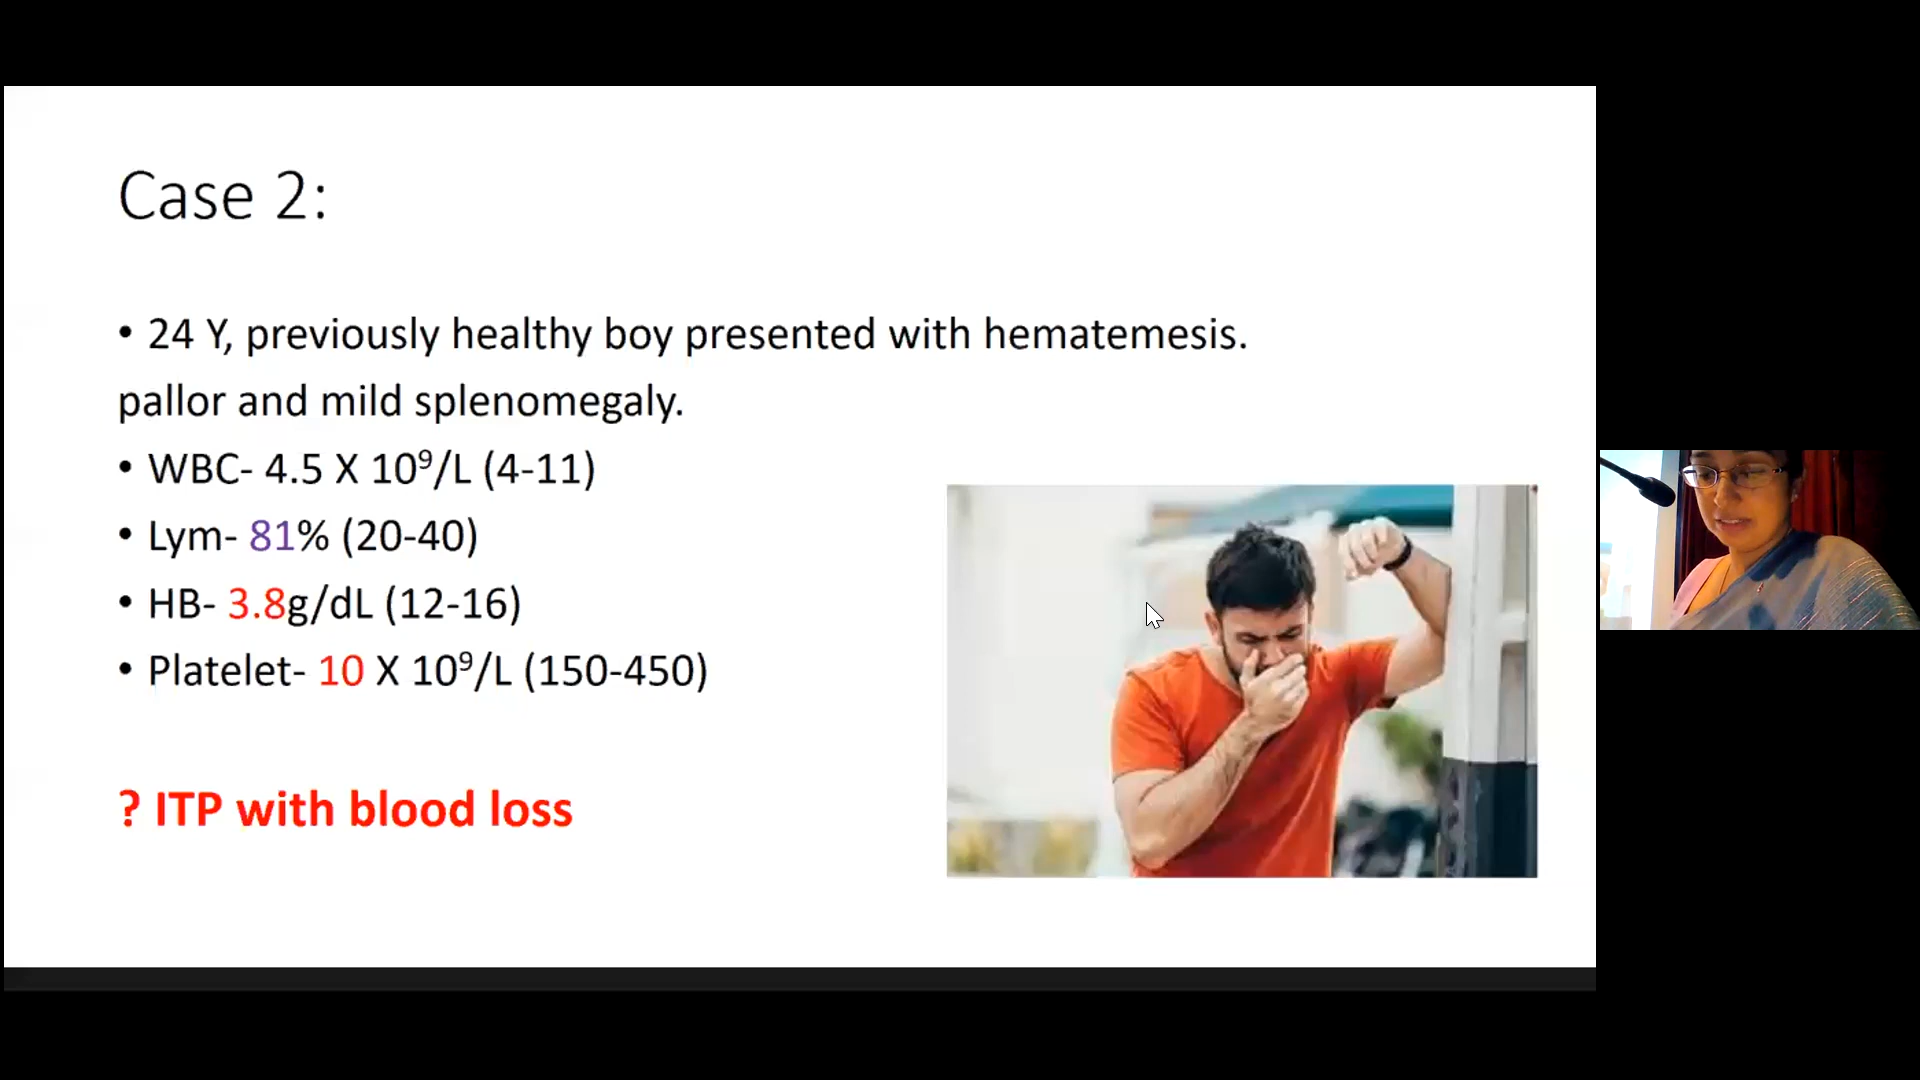 Case 2:
• 24 Y, previously healthy boy presented with hematemesis.
pallor and mild splenomegaly.
• WBC- 4.5 X 10⁹/L (4-11)
• Lym- 81% (20-40)
• HB- 3.8g/dL (12-16)
• Platelet- 10 X 10⁹/L (150-450)
? ITP with blood loss